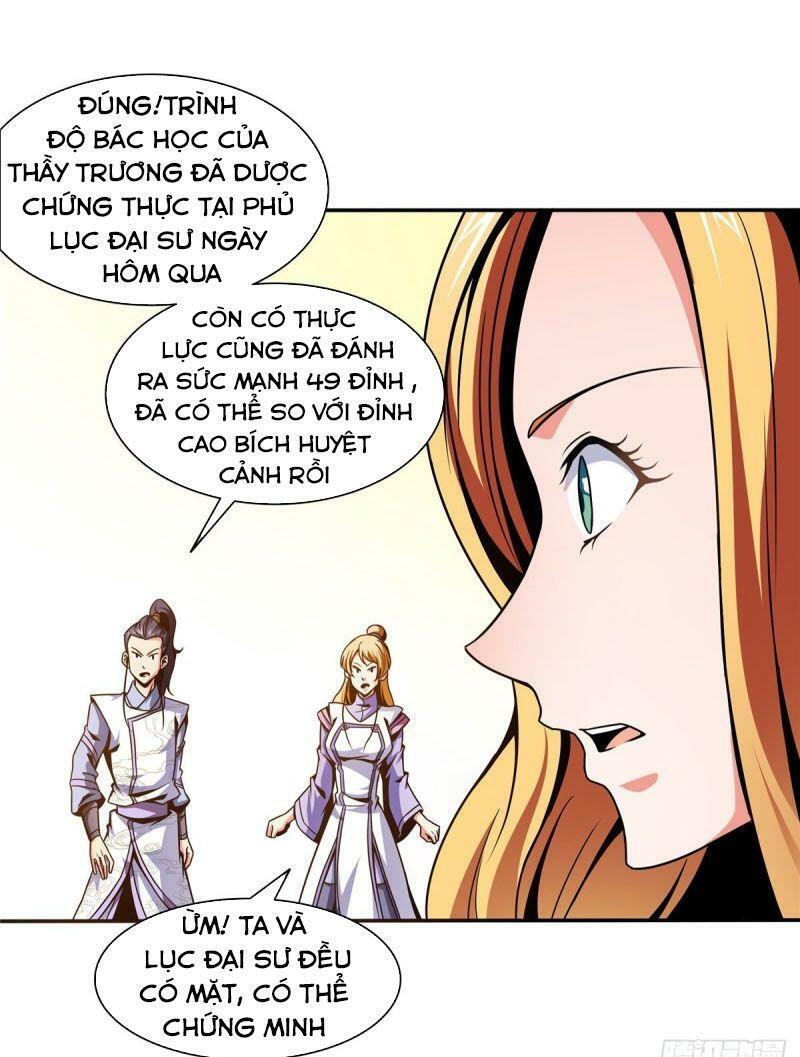 ĐÚNG!TRÌNH
ĐỘ BÁC HỌC CỦA
THẦY TRƯƠNG ĐÃ DƯỢC
CHỨNG THỰC TẠI PHỦ
LỤC ĐẠI SƯ NGÀY
HÔM QUA
CÒN CÓ THỰC
LỰC CŨNG ĐÃ ĐÁNH
RA SỨC MẠNH 49 ĐỈNH ,
ĐÃ CÓ THỂ SO VỚI ĐỈNH
CAO BÍCH HUYỆT
CẢNH RỒI
ỪM! TA VÀ
LỤC ĐẠI SƯ ĐỀU
CÓ MẶT, CÓ THỂ
CHỨNG MINH